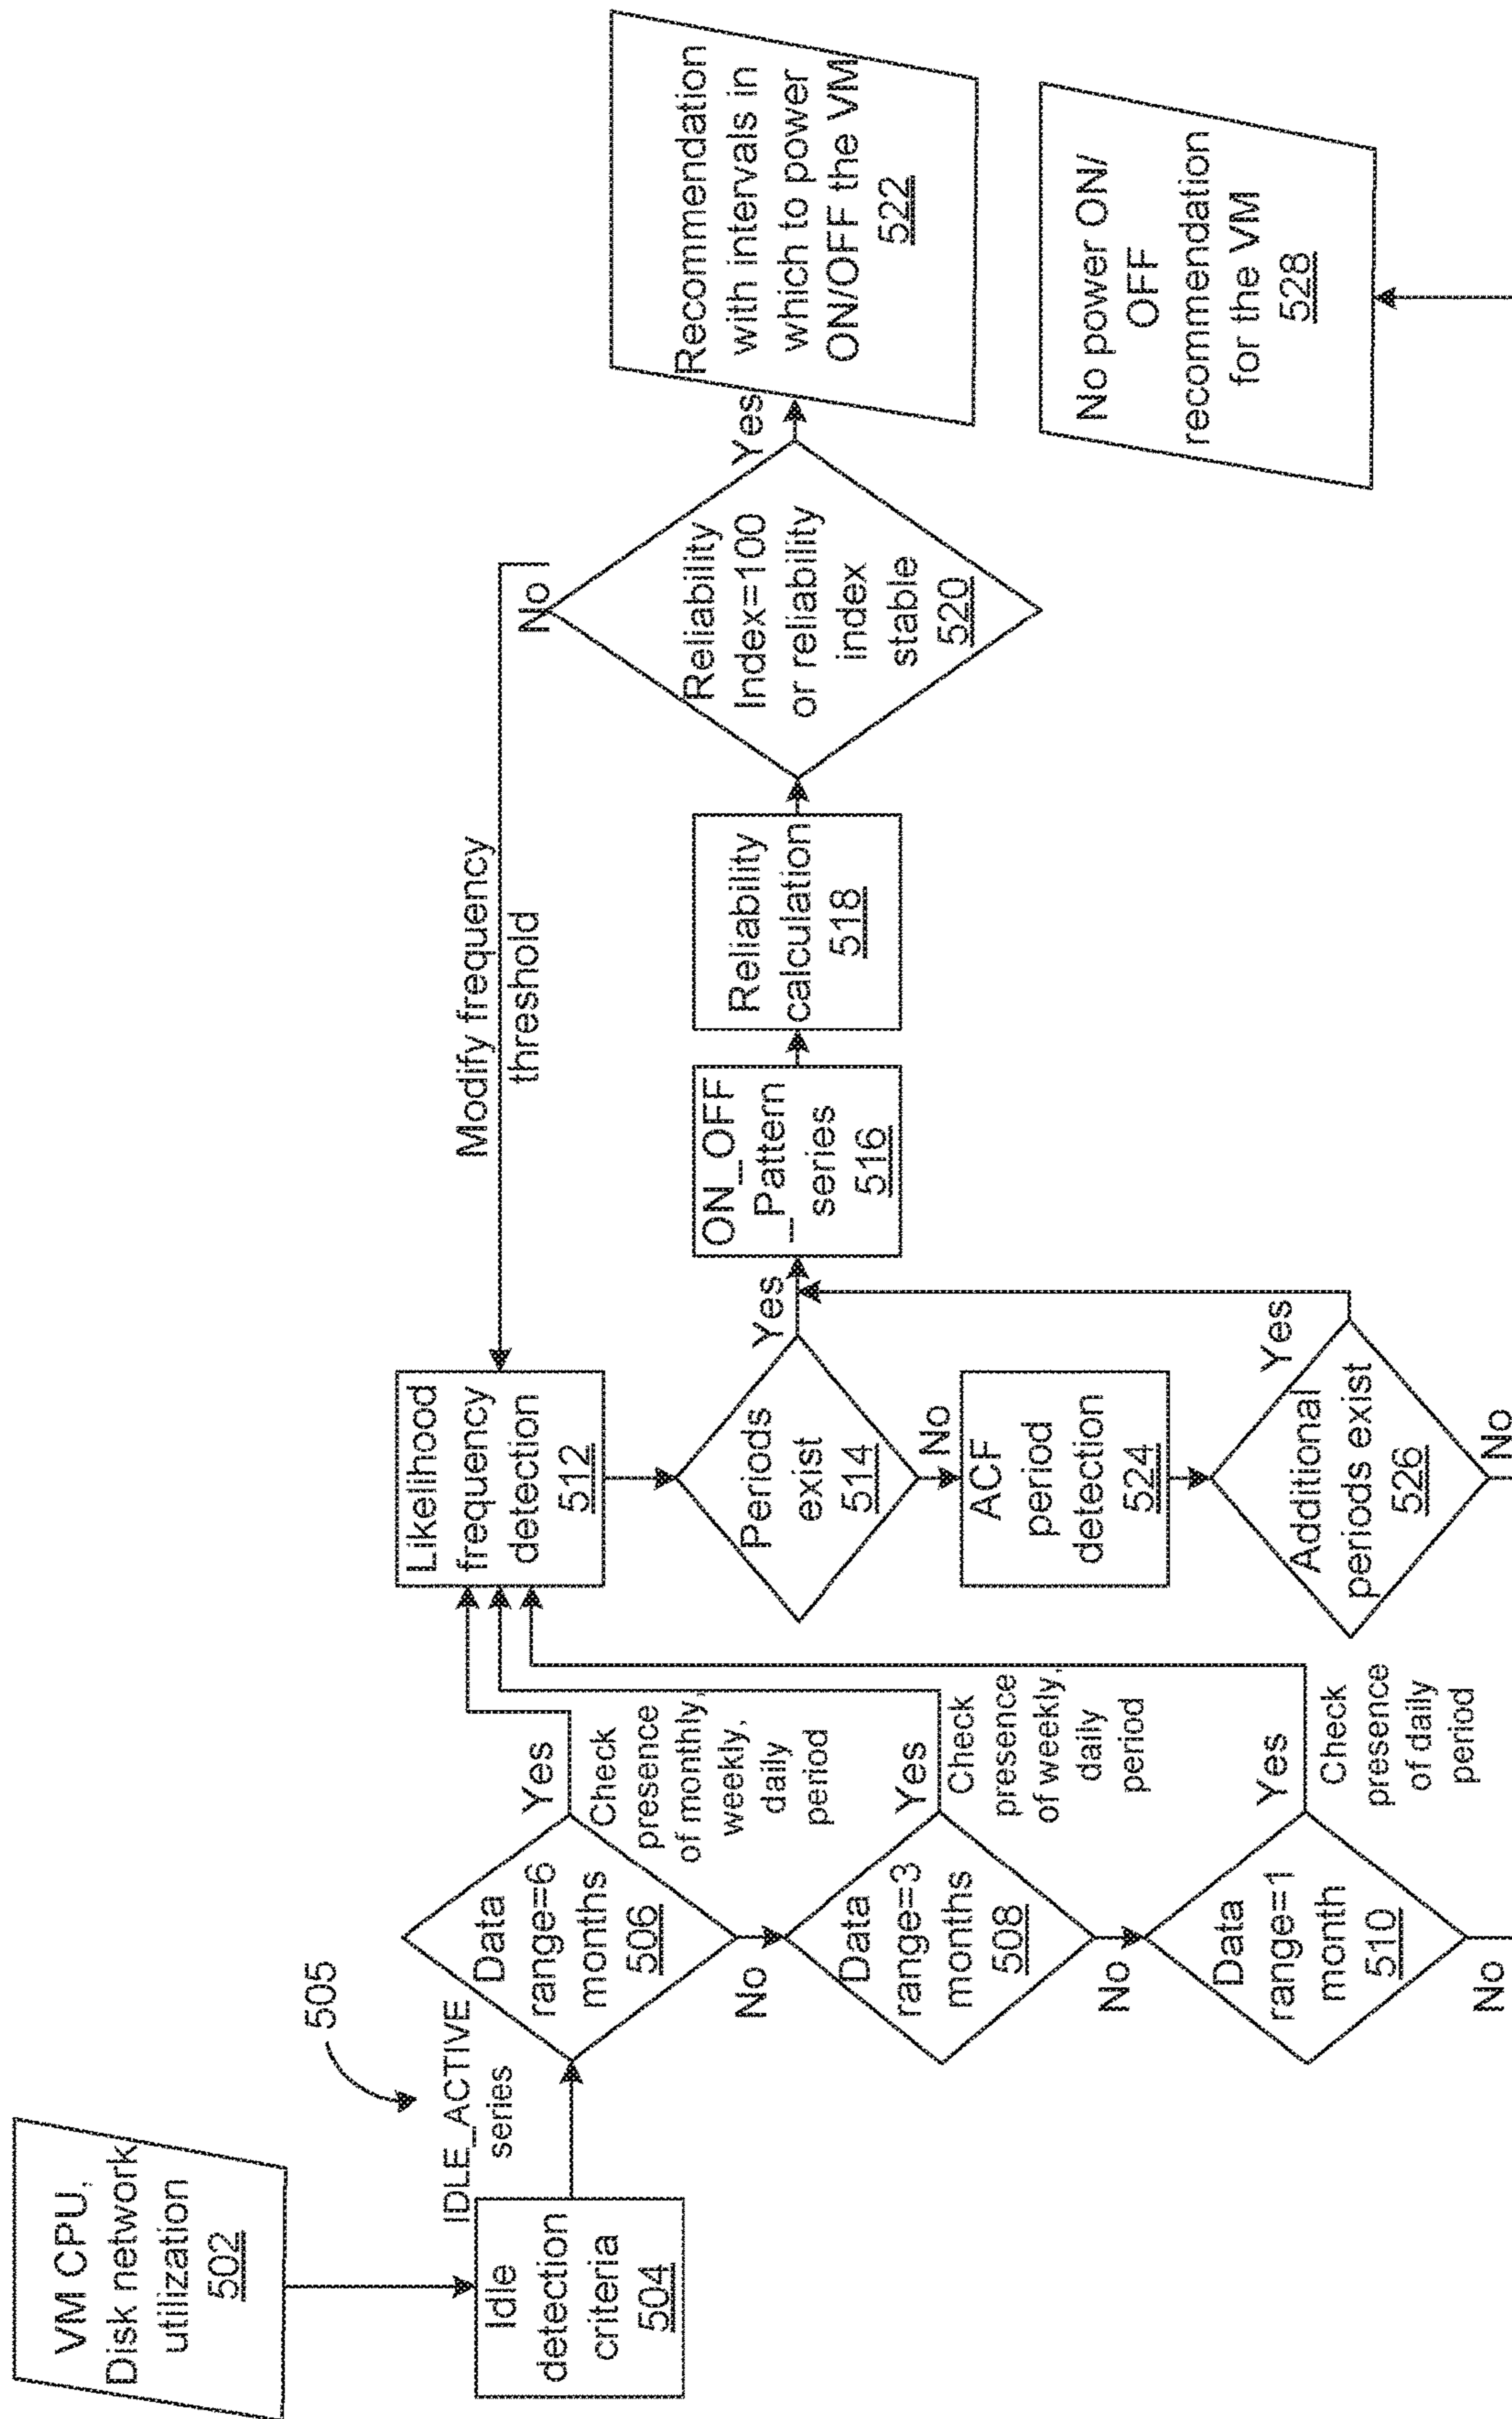 VM CPU,
Disk network
utilization
502
Idle
detection
criteria
504
505
IDLE_ACTIVE
series
Data
range=6
months
506
Yes
Check
presence
of monthly,
weekly,
daily
period
No
Data
range=3
months
508
Yes
Check
presence
of weekly,
daily
period
No
Data
range=1
month
510
Yes
Check
presence
of daily
period
No
Likelihood
frequency
detection
512
Modify frequency
threshold
Periods
exist
514
Yes
No
ACF
period
detection
524
Additional
periods exist
526
Yes
No
ON_OFF
_Pattern
series
516
Reliability
calculation
518
Reliability
Index=100
or reliability
index
stable
520
No
Yes
Recommendation
with intervals in
which to power
ON/OFF the VM
522
No power ON/
OFF
recommendation
for the VM
528